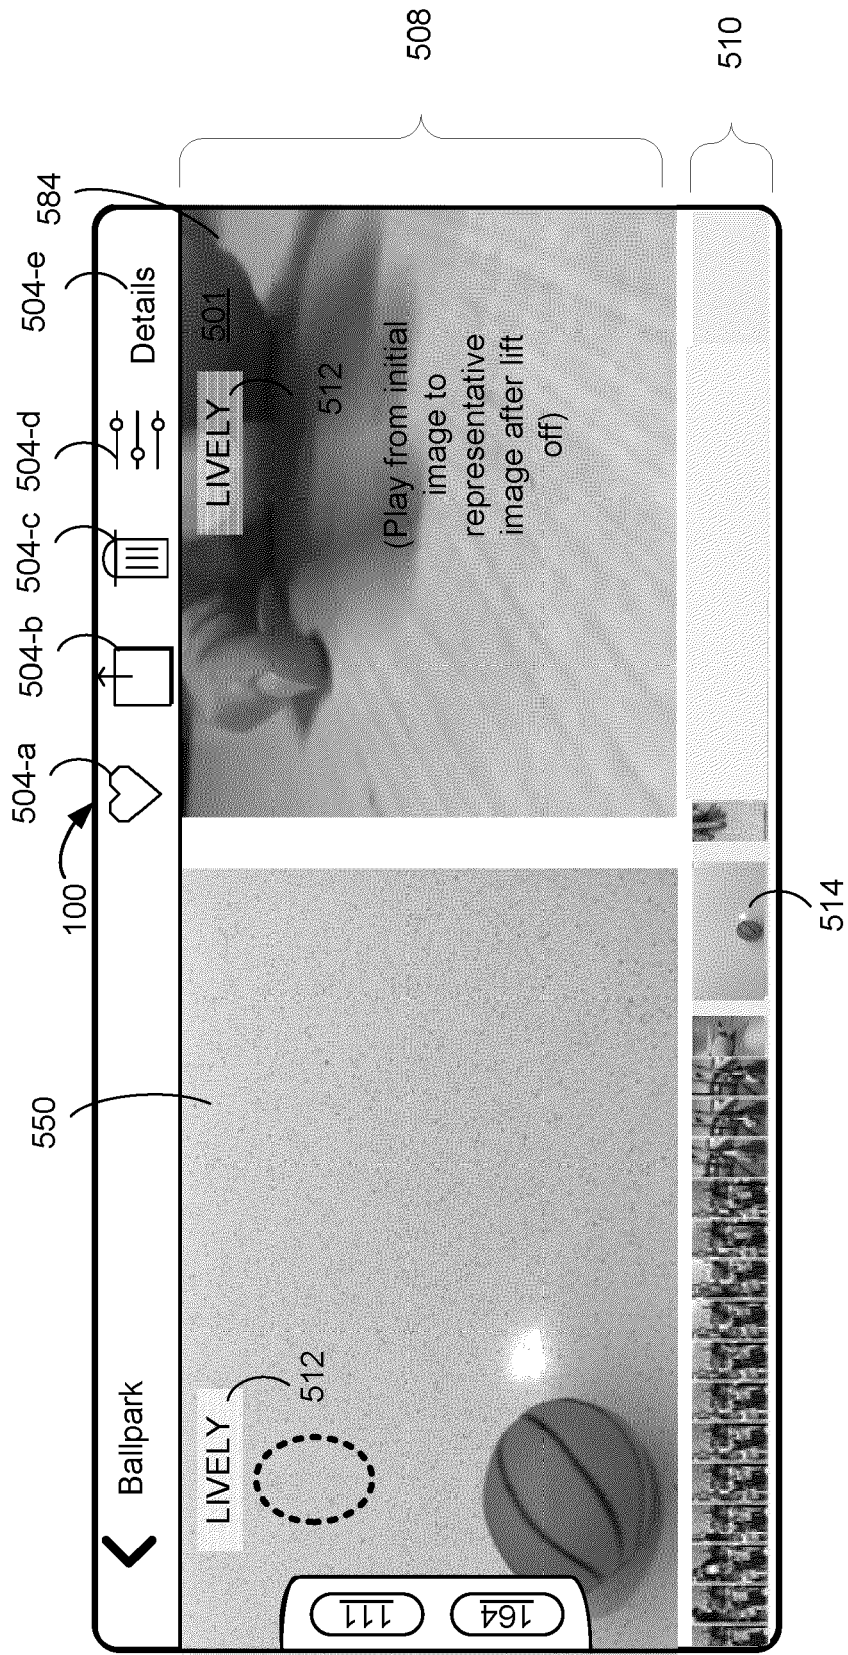 504-a
504-b
504-c
504-d
504-e
584
100
Ballpark
Details
550
LIVELY
512
LIVELY
501
512
(Play from initial
image to
representative
image after lift
off)
111
164
508
510
514